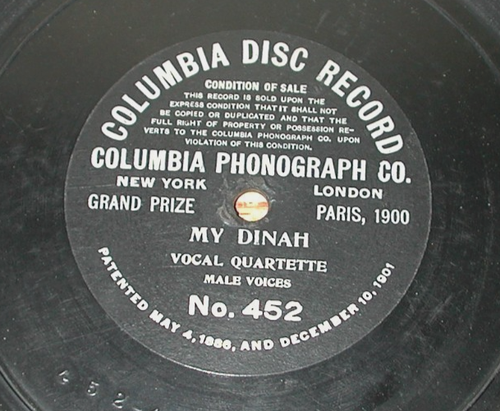 COLUMBIA DISC RECORD
CONDITION OF SALE
THIS RECORD IS SOLD UPON THE
EXPRESS CONDITION THAT IT SHALL NOT
BE COPIED OR DUPLICATED AND THAT THE
FULL RIGHT OF PROPERTY OR POSSESSION RE-
VERTS TO THE COLUMBIA PHONOGRAPH CO. UPON
VIOLATION OF THIS CONDITION.
COLUMBIA PHONOGRAPH CO.
NEW YORK LONDON
GRAND PRIZE PARIS, 1900
MY DINAH
VOCAL QUARTETTE
MALE VOICES
No. 452
PATENTED MAY 4, 1886, AND DECEMBER 10, 1901